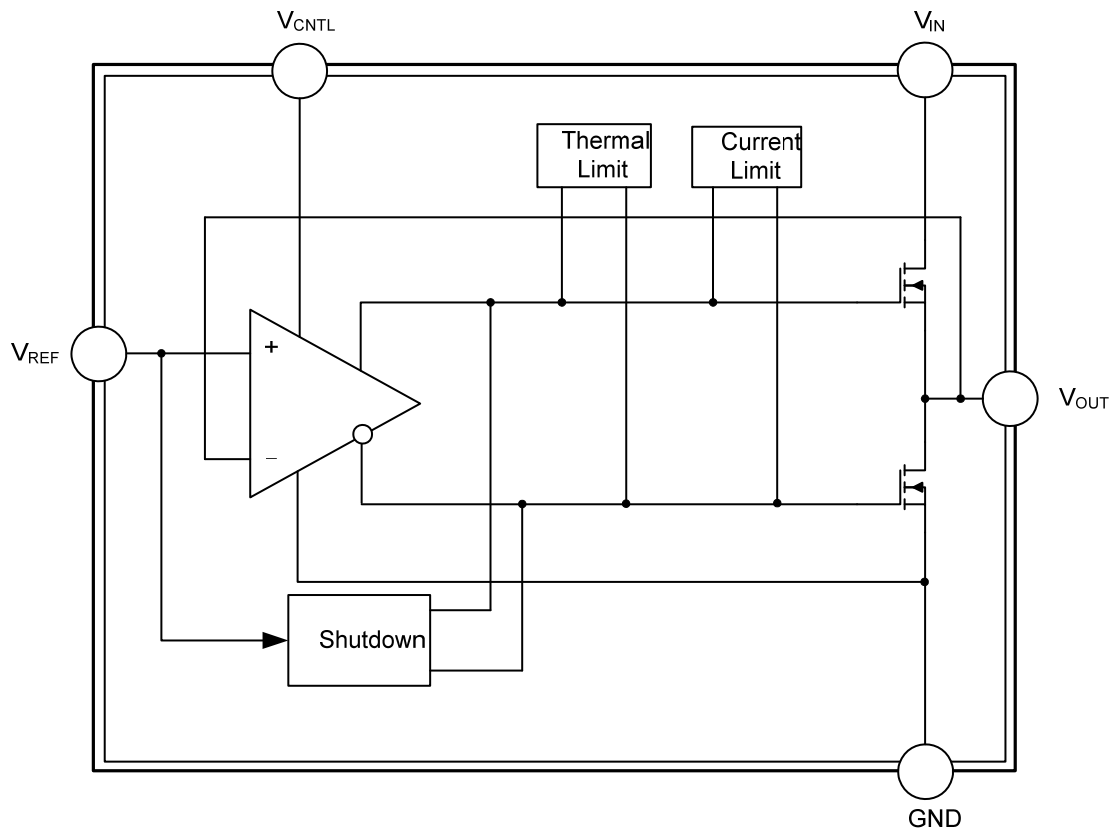 VCNTL
VIN
Thermal
Limit
Current
Limit
+
VREF
VOUT
–
Shutdown
GND